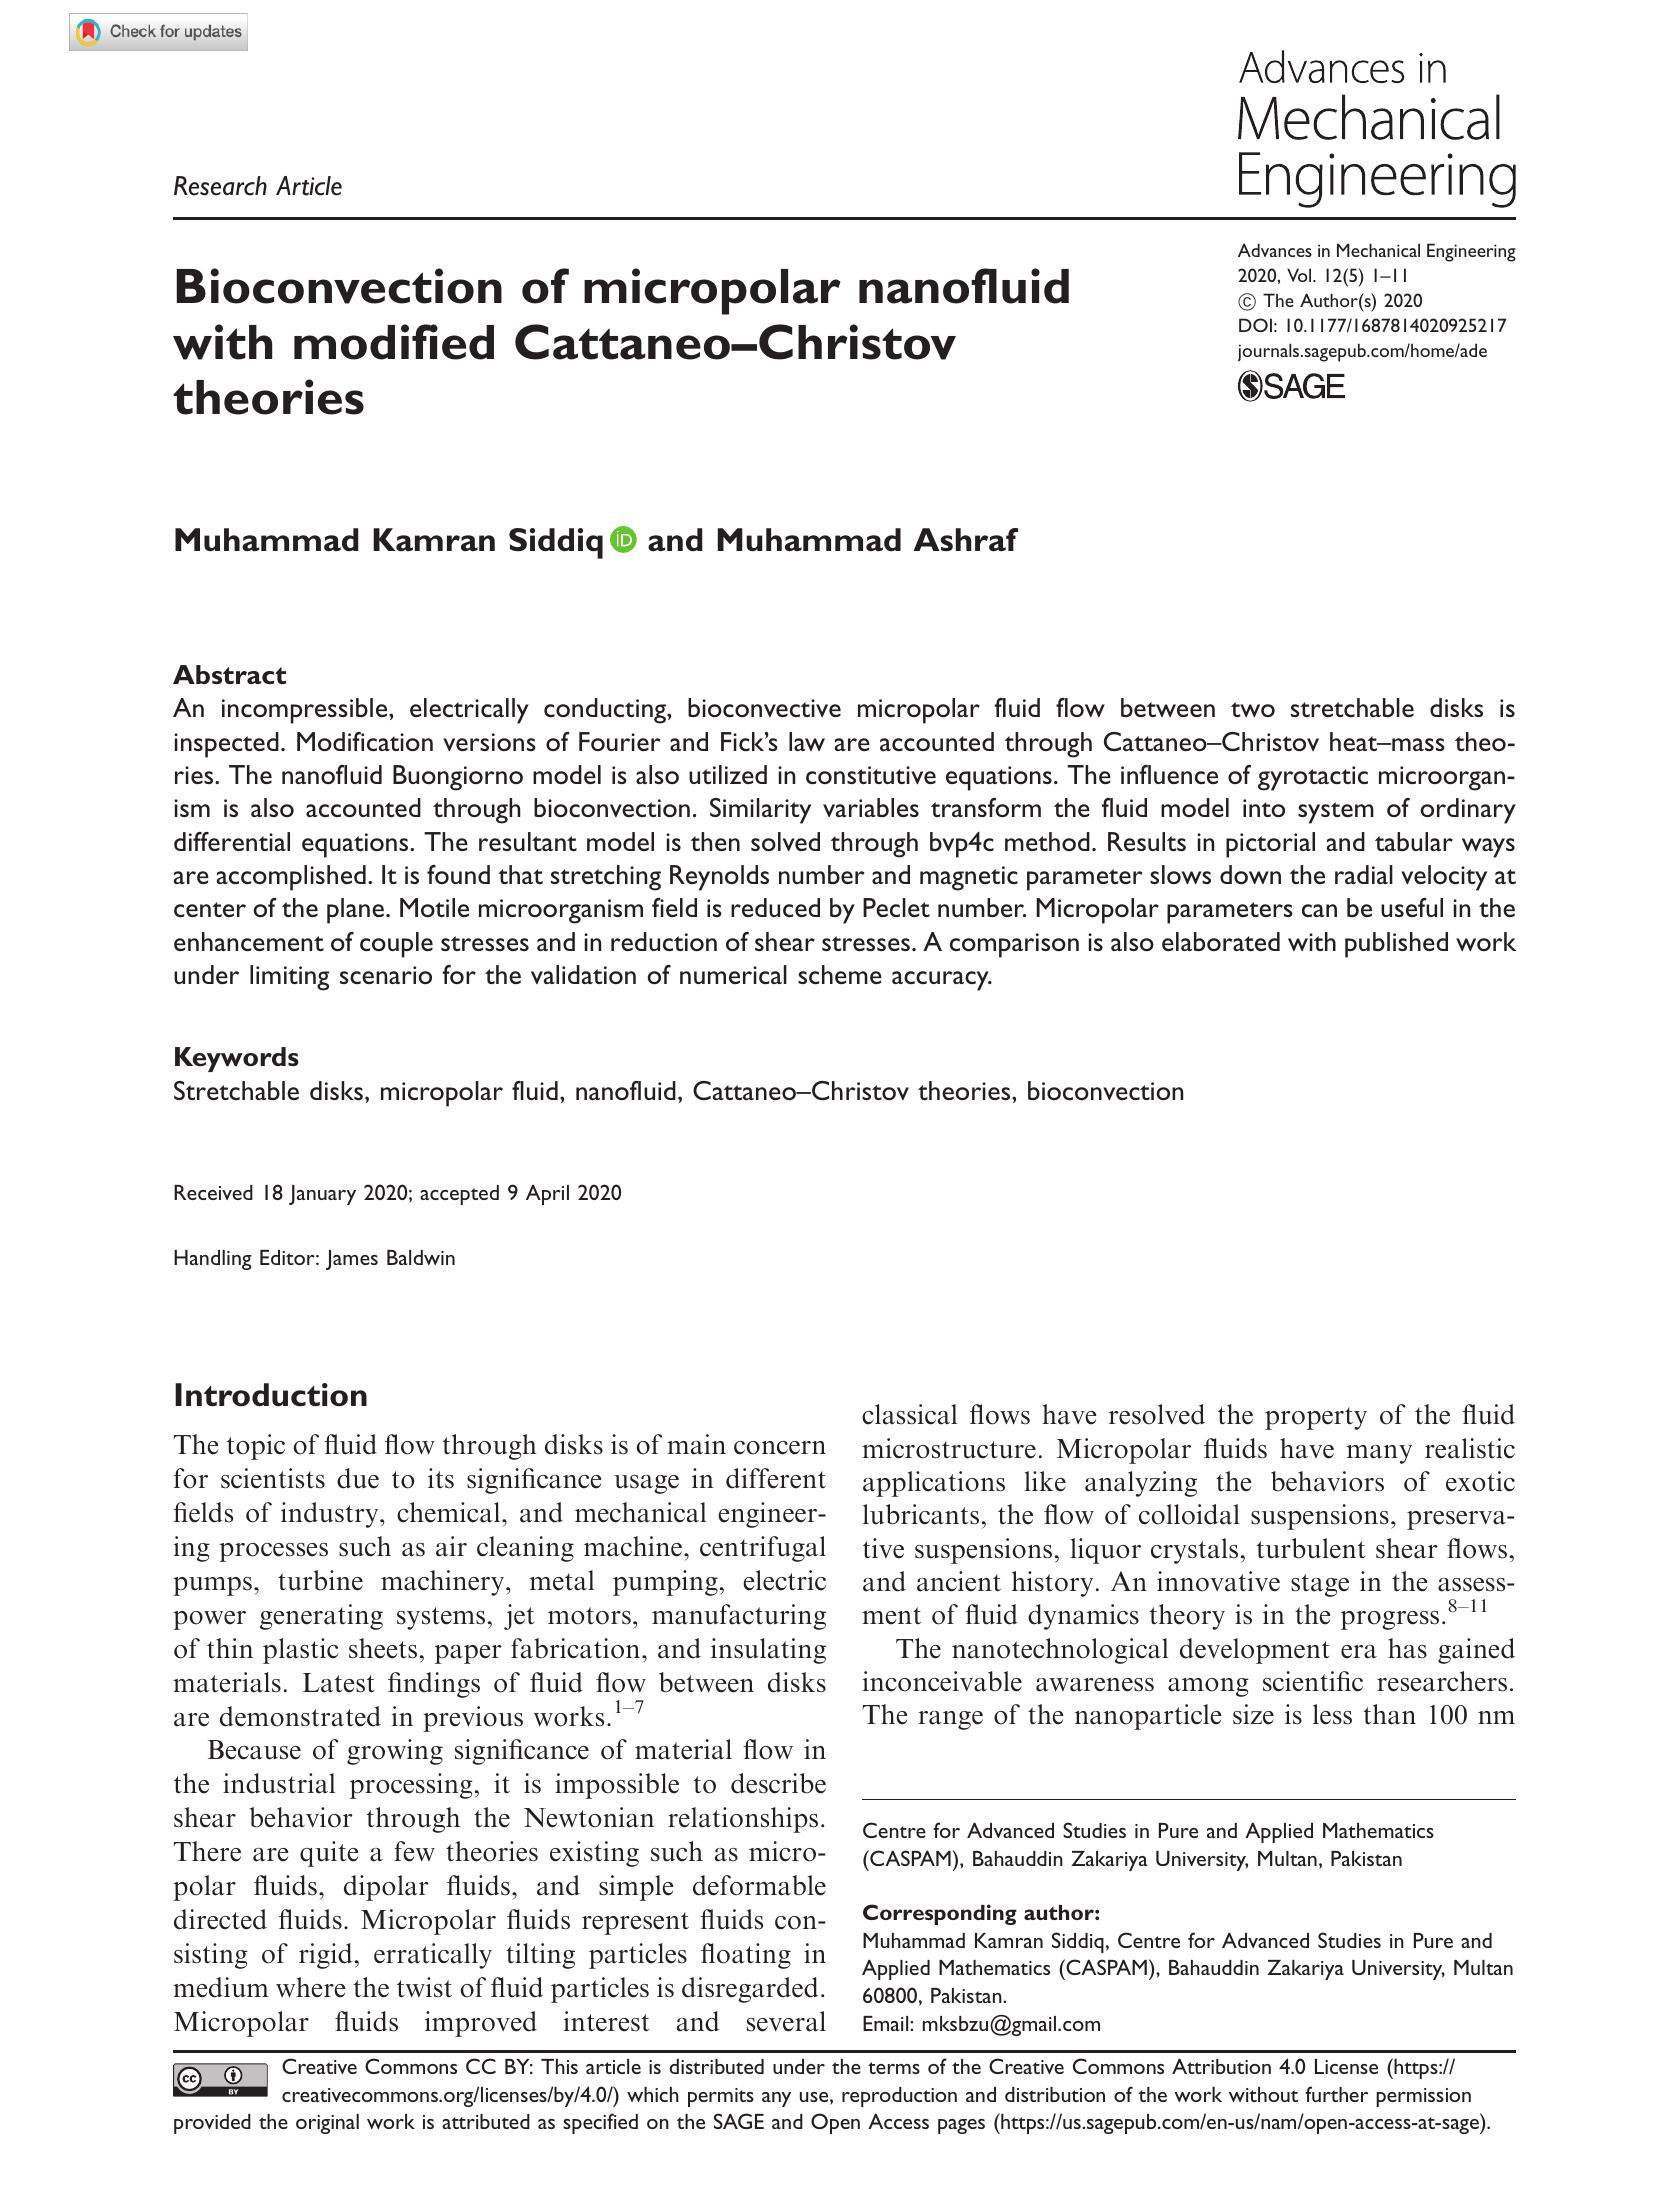 Check for updates
Advances in
Mechanical
Engineering
Research Article
Advances in Mechanical Engineering
2020, Vol. 12(5) 1–11
© The Author(s) 2020
DOI: 10.1177/1687814020925217
journals.sagepub.com/home/ade
SAGE
Bioconvection of micropolar nanofluid
with modified Cattaneo–Christov
theories
Muhammad Kamran Siddiq iD and Muhammad Ashraf
Abstract
An incompressible, electrically conducting, bioconvective micropolar fluid flow between two stretchable disks is
inspected. Modification versions of Fourier and Fick's law are accounted through Cattaneo–Christov heat–mass theo-
ries. The nanofluid Buongiorno model is also utilized in constitutive equations. The influence of gyrotactic microorgan-
ism is also accounted through bioconvection. Similarity variables transform the fluid model into system of ordinary
differential equations. The resultant model is then solved through bvp4c method. Results in pictorial and tabular ways
are accomplished. It is found that stretching Reynolds number and magnetic parameter slows down the radial velocity at
center of the plane. Motile microorganism field is reduced by Peclet number. Micropolar parameters can be useful in the
enhancement of couple stresses and in reduction of shear stresses. A comparison is also elaborated with published work
under limiting scenario for the validation of numerical scheme accuracy.
Keywords
Stretchable disks, micropolar fluid, nanofluid, Cattaneo–Christov theories, bioconvection
Received 18 January 2020; accepted 9 April 2020
Handling Editor: James Baldwin
Introduction
The topic of fluid flow through disks is of main concern
for scientists due to its significance usage in different
fields of industry, chemical, and mechanical engineer-
ing processes such as air cleaning machine, centrifugal
pumps, turbine machinery, metal pumping, electric
power generating systems, jet motors, manufacturing
of thin plastic sheets, paper fabrication, and insulating
materials. Latest findings of fluid flow between disks
are demonstrated in previous works.1–7
Because of growing significance of material flow in
the industrial processing, it is impossible to describe
shear behavior through the Newtonian relationships.
There are quite a few theories existing such as micro-
polar fluids, dipolar fluids, and simple deformable
directed fluids. Micropolar fluids represent fluids con-
sisting of rigid, erratically tilting particles floating in
medium where the twist of fluid particles is disregarded.
Micropolar fluids improved interest and several
classical flows have resolved the property of the fluid
microstructure. Micropolar fluids have many realistic
applications like analyzing the behaviors of exotic
lubricants, the flow of colloidal suspensions, preserva-
tive suspensions, liquor crystals, turbulent shear flows,
and ancient history. An innovative stage in the assess-
ment of fluid dynamics theory is in the progress.8–11
The nanotechnological development era has gained
inconceivable awareness among scientific researchers.
The range of the nanoparticle size is less than 100 nm
Centre for Advanced Studies in Pure and Applied Mathematics
(CASPAM), Bahauddin Zakariya University, Multan, Pakistan
Corresponding author:
Muhammad Kamran Siddiq, Centre for Advanced Studies in Pure and
Applied Mathematics (CASPAM), Bahauddin Zakariya University, Multan
60800, Pakistan.
Email: mksbzu@gmail.com
cc BY
Creative Commons CC BY: This article is distributed under the terms of the Creative Commons Attribution 4.0 License (https://
creativecommons.org/licenses/by/4.0/) which permits any use, reproduction and distribution of the work without further permission
provided the original work is attributed as specified on the SAGE and Open Access pages (https://us.sagepub.com/en-us/nam/open-access-at-sage).